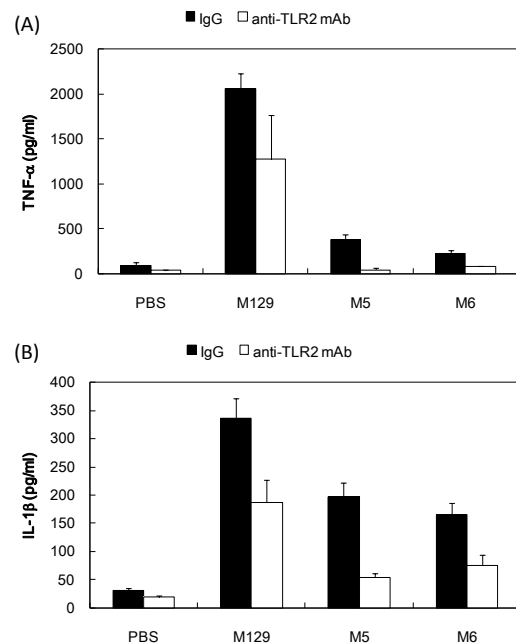 (A)
IgG anti-TLR2 mAb
TNF-α (pg/ml)
2500
2000
1500
1000
500
0
PBS M129 M5 M6
(B)
IgG anti-TLR2 mAb
IL-1β (pg/ml)
400
350
300
250
200
150
100
50
0
PBS M129 M5 M6